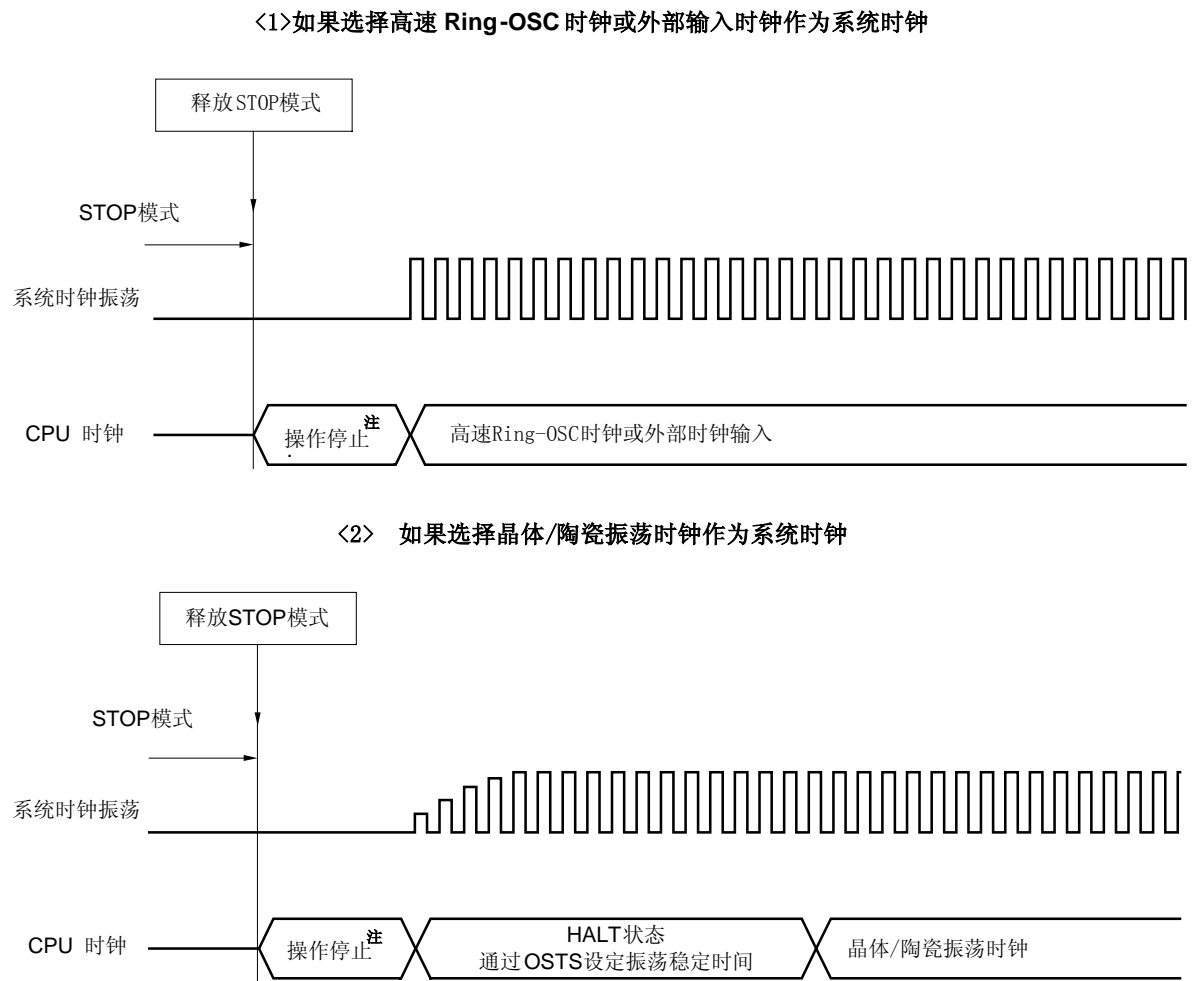 <1>如果选择高速 Ring-OSC 时钟或外部输入时钟作为系统时钟
释放STOP模式
STOP模式
系统时钟振荡
CPU 时钟
操作停止注
高速Ring-OSC时钟或外部时钟输入
<2> 如果选择晶体/陶瓷振荡时钟作为系统时钟
释放STOP模式
STOP模式
系统时钟振荡
CPU 时钟
操作停止注
HALT状态
通过OSTS设定振荡稳定时间
晶体/陶瓷振荡时钟